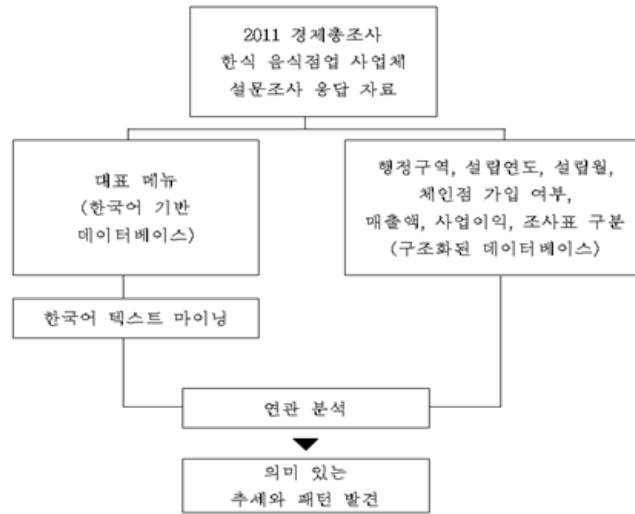 2011 경제총조사
한식 음식점업 사업체
설문조사 응답 자료
대표 메뉴
(한국어 기반
데이터베이스)
행정구역, 설립연도, 설립월,
체인점 가입 여부,
매출액, 사업이익, 조사표 구분
(구조화된 데이터베이스)
한국어 텍스트 마이닝
연관 분석
의미 있는
추세와 패턴 발견